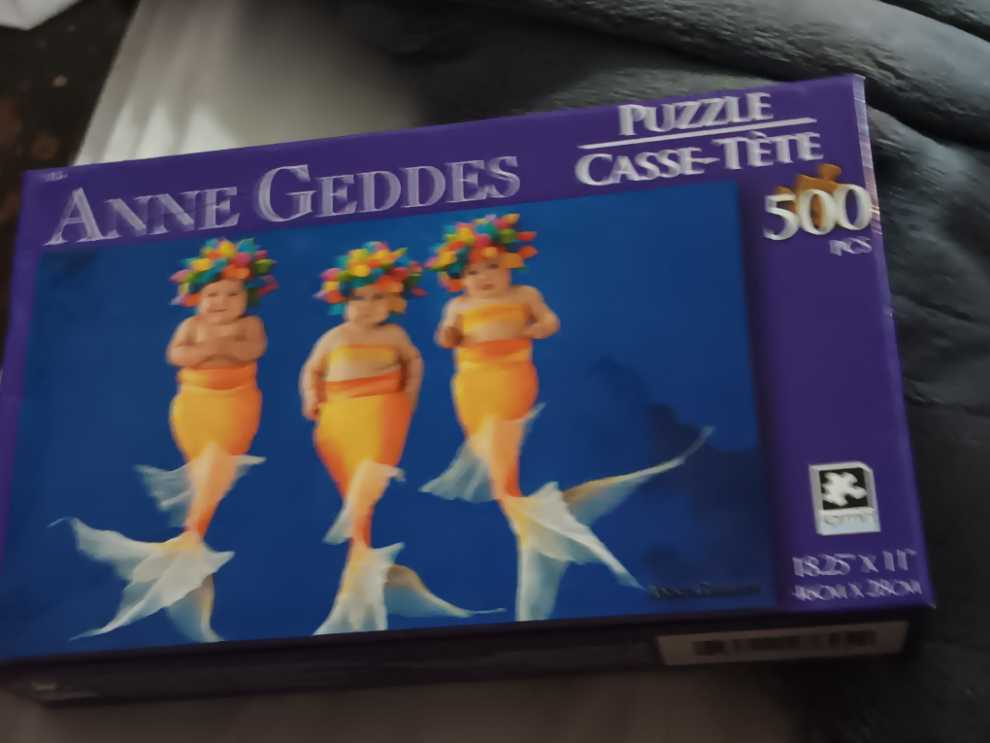 ANNE GEDDES
PUZZLE
CASSE-TÊTE
500
PCS
18.25" X 11"
46CM X 28CM